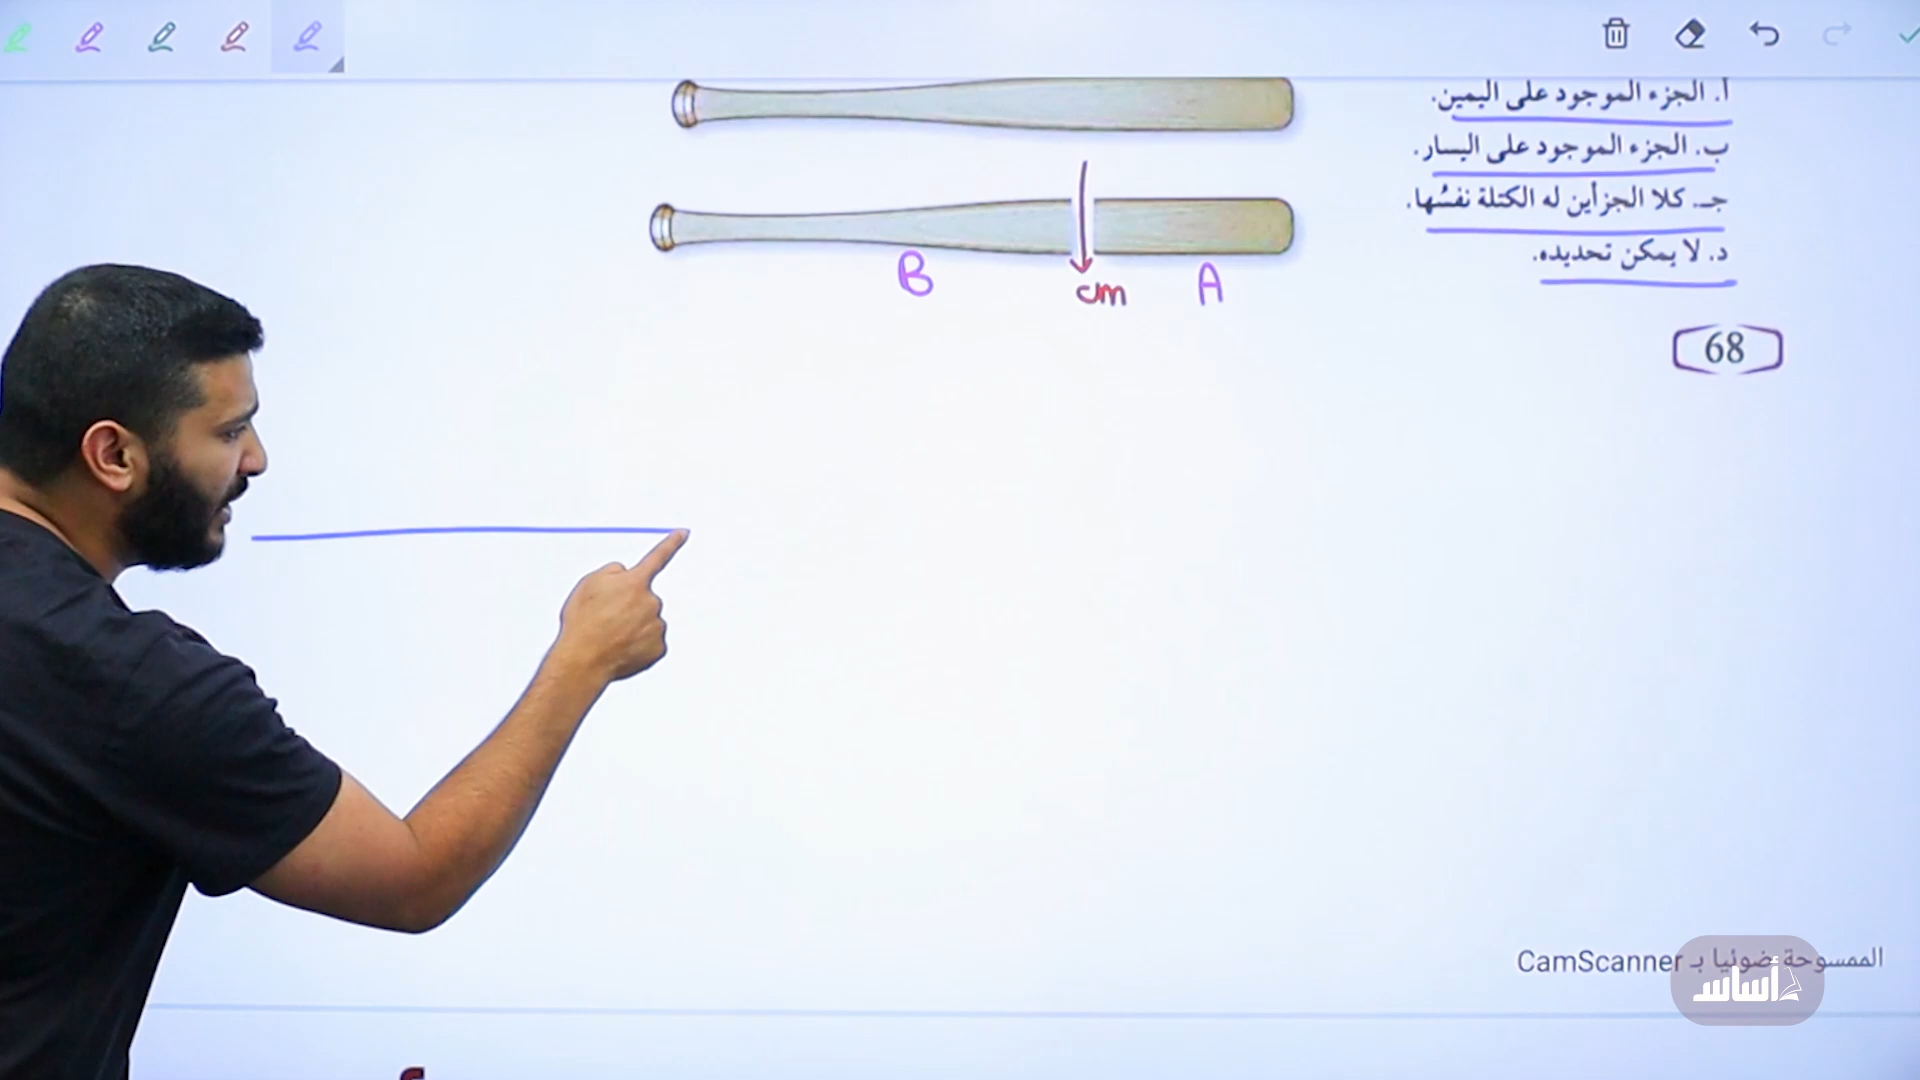 أ. الجزء الموجود على اليمين.
ب. الجزء الموجود على اليسار.
جـ. كلا الجزأين له الكتلة نفسُها.
د. لا يمكن تحديده.
B
cm
A
68
الممسوحة ضوئيا بـ CamScanner
أساس